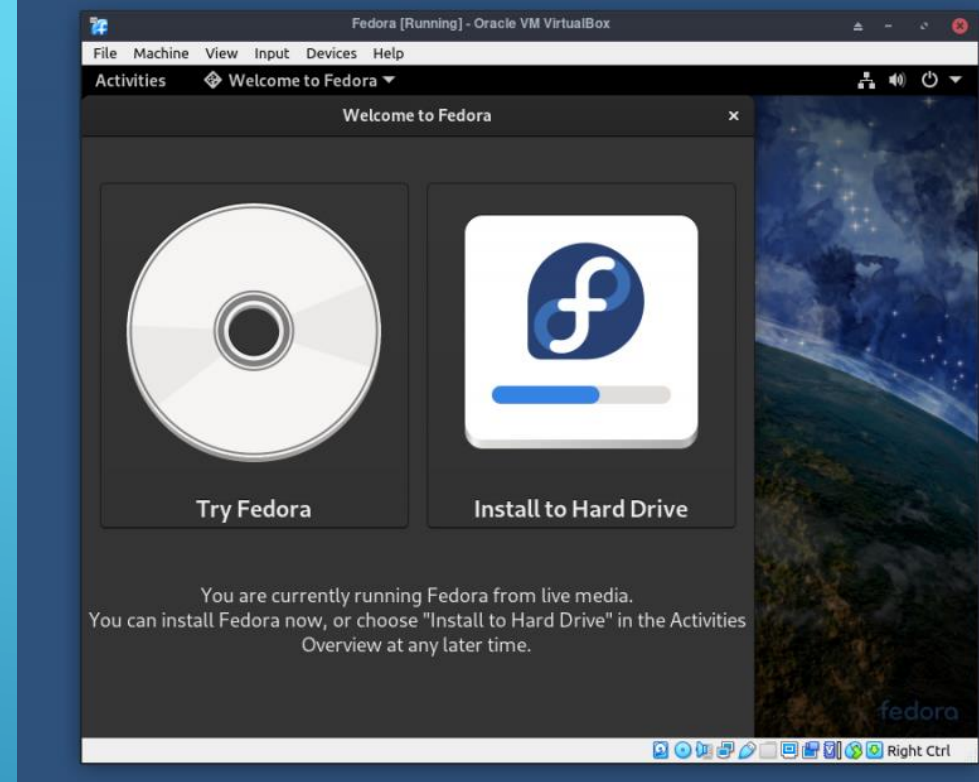 Fedora [Running] - Oracle VM VirtualBox
File Machine View Input Devices Help
Activities Welcome to Fedora
Welcome to Fedora
Try Fedora
Install to Hard Drive
You are currently running Fedora from live media.
You can install Fedora now, or choose "Install to Hard Drive" in the Activities
Overview at any later time.
fedora
Right Ctrl